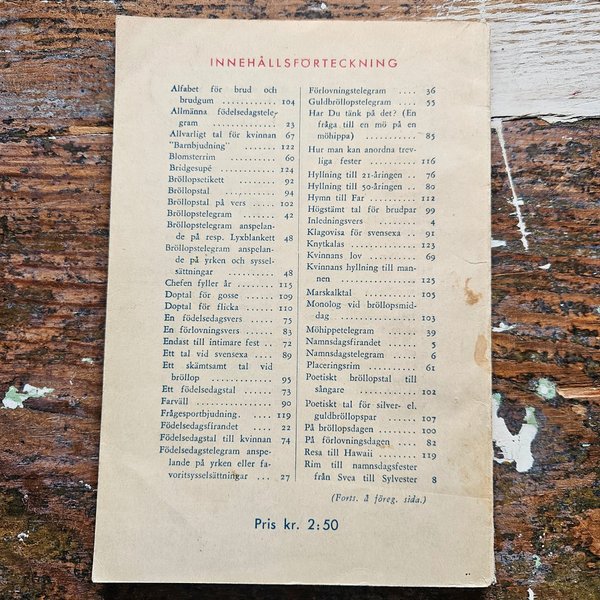 INNEHÅLLSFÖRTECKNING
Alfabet för brud och
brudgum ............ 104
Allmänna födelsedagstele-
gram ............... 23
Allvarligt tal för kvinnan 67
"Barnbjudning" ....... 122
Blomsterrim .......... 60
Bridgesupé ........... 124
Bröllopsetikett ....... 92
Bröllopstal ........... 94
Bröllopstal på vers .... 102
Bröllopstelegram ...... 42
Bröllopstelegram anspelan-
de på resp. Lyxblankett 48
Bröllopstelegram anspelan-
de på yrken och syssel-
sättningar ........... 48
Chefen fyller år ....... 115
Doptal för gosse ...... 109
Doptal för flicka ...... 110
En födelsedagsvers .... 75
En förlovningsvers .... 83
Endast till intimare fest . 72
Ett tal vid svensexa .... 89
Ett skämtsamt tal vid
bröllop ............. 95
Ett födelsedagstal ..... 73
Farväll ............... 90
Frågesportbjudning .... 119
Födelsedagsfirandet .... 22
Födelsedagstal till kvinnan 74
Födelsedagstelegram anspe-
lande på yrken eller fa-
voritsysselsättningar ... 27
Förlovningstelegram .... 36
Guldbröllopstelegram ... 55
Har Du tänk på det? (En
fråga till en mö på en
möhippa) ............ 85
Hur man kan anordna trev-
liga fester ........... 116
Hyllning till 21-åringen .. 76
Hyllning till 50-åringen .. 80
Hymn till Far ......... 112
Högstämt tal för brudpar 99
Inledningsvers ......... 4
Klagovisa för svensexa .. 91
Knytkalas ............. 123
Kvinnans lov .......... 69
Kvinnans hyllning till man-
nen ................. 125
Marskalktal ........... 105
Monolog vid bröllopsmid-
dag ................. 103
Möhippetelegram ...... 39
Namnsdagsfirandet ..... 5
Namnsdagstelegram .... 6
Placeringsrim .......... 61
Poetiskt bröllopstal till
sångare ............. 102
Poetiskt tal för silver- el.
guldbröllopspar ...... 107
På bröllopsdagen ...... 100
På förlovningsdagen .... 82
Resa till Hawaii ....... 119
Rim till namnsdagsfester
från Svea till Sylvester 8
(Forts. å föreg. sida.)
Pris kr. 2:50